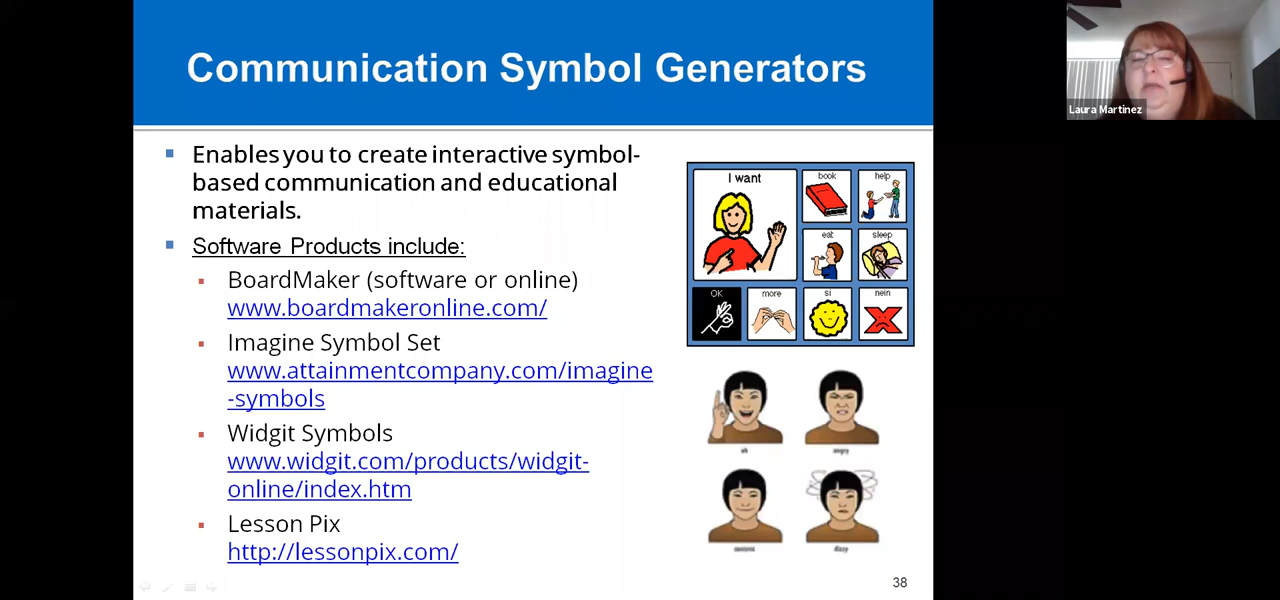 Communication Symbol Generators
Enables you to create interactive symbol-
based communication and educational
materials.
Software Products include:
BoardMaker (software or online)
www.boardmakeronline.com/
Imagine Symbol Set
www.attainmentcompany.com/imagine
-symbols
Widgit Symbols
www.widgit.com/products/widgit-
online/index.htm
Lesson Pix
http://lessonpix.com/
I want
book
help
eat
sleep
OK
more
si
nein
angry
dizzy
38
Laura Martinez